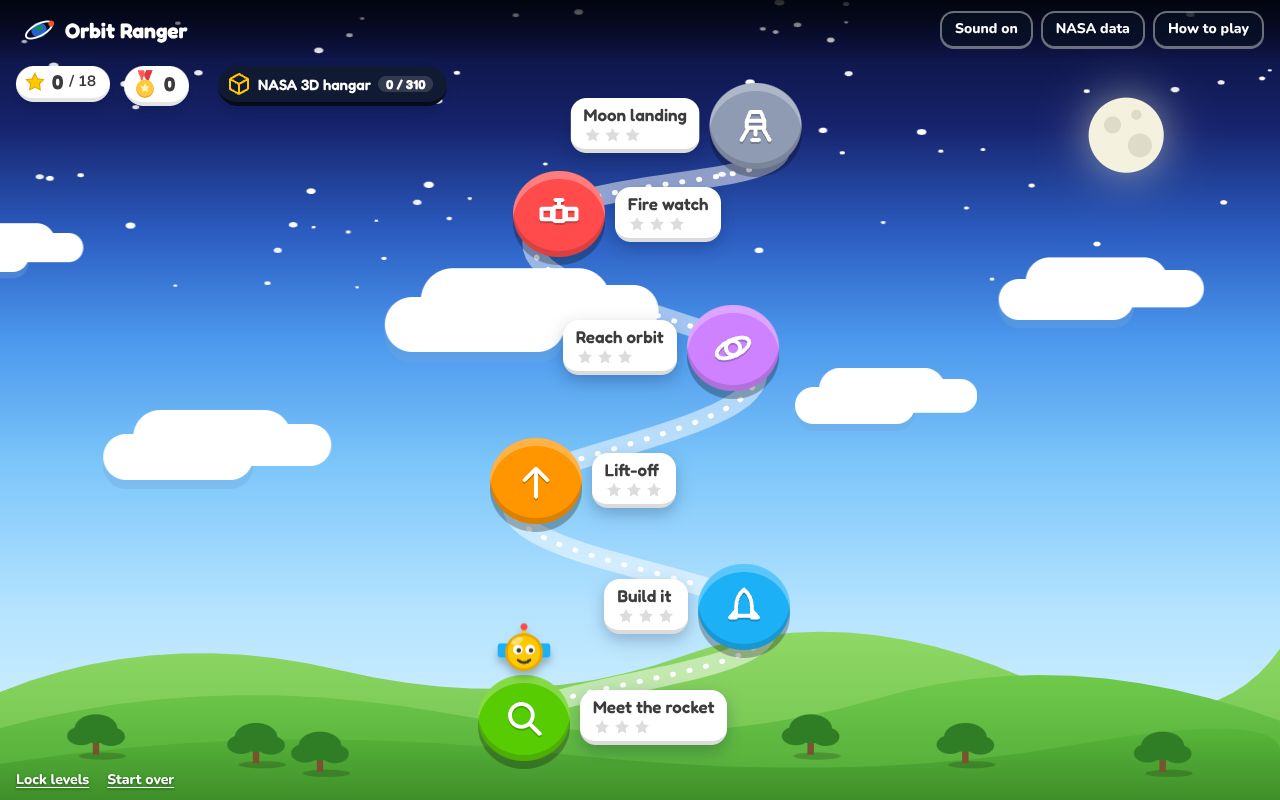 Orbit Ranger
Sound on
NASA data
How to play
0 / 18
0
NASA 3D hangar 0 / 310
Moon landing
Fire watch
Reach orbit
Lift-off
Build it
Meet the rocket
Lock levels
Start over